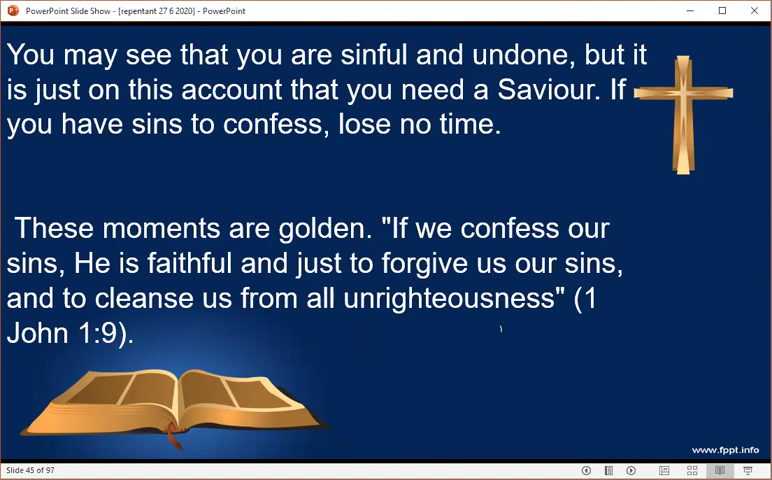 PowerPoint Slide Show - [repentant 27 6 2020] - PowerPoint
You may see that you are sinful and undone, but it
is just on this account that you need a Saviour. If
you have sins to confess, lose no time.
These moments are golden. "If we confess our
sins, He is faithful and just to forgive us our sins,
and to cleanse us from all unrighteousness" (1
John 1:9).
www.fppt.info
Slide 45 of 97